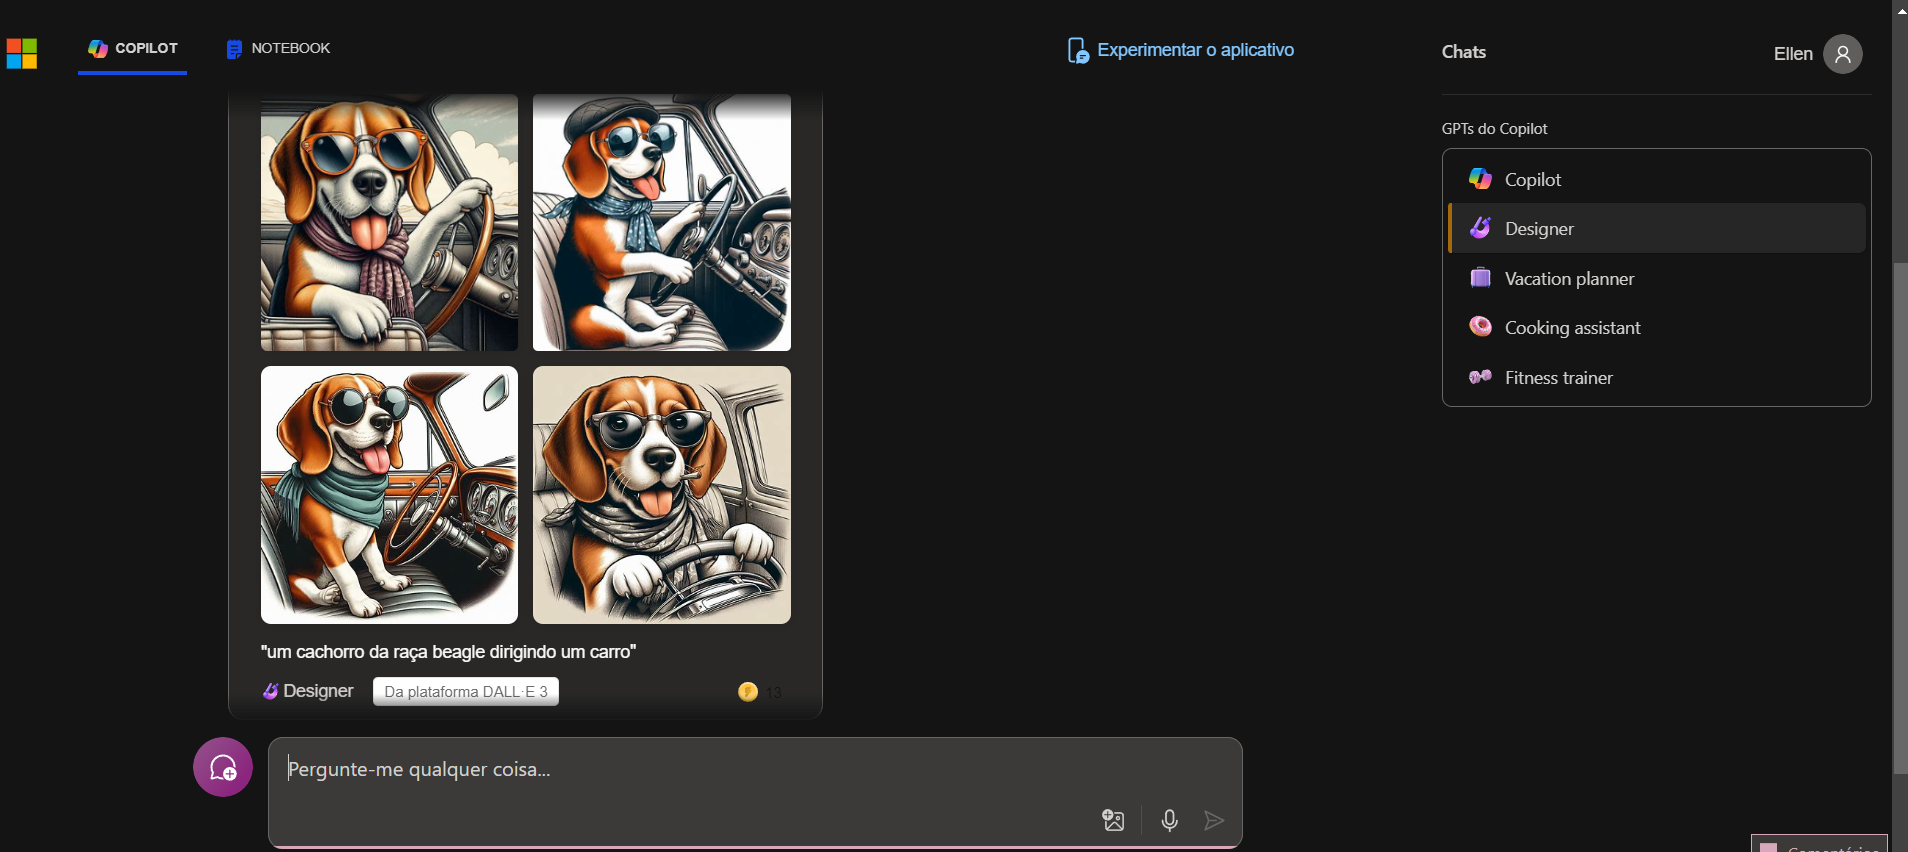 COPILOT
NOTEBOOK
Experimentar o aplicativo
Chats
Ellen
GPTs do Copilot
Copilot
Designer
Vacation planner
Cooking assistant
Fitness trainer
"um cachorro da raça beagle dirigindo um carro"
Designer
Da plataforma DALL·E 3
13
Pergunte-me qualquer coisa...
Comentários